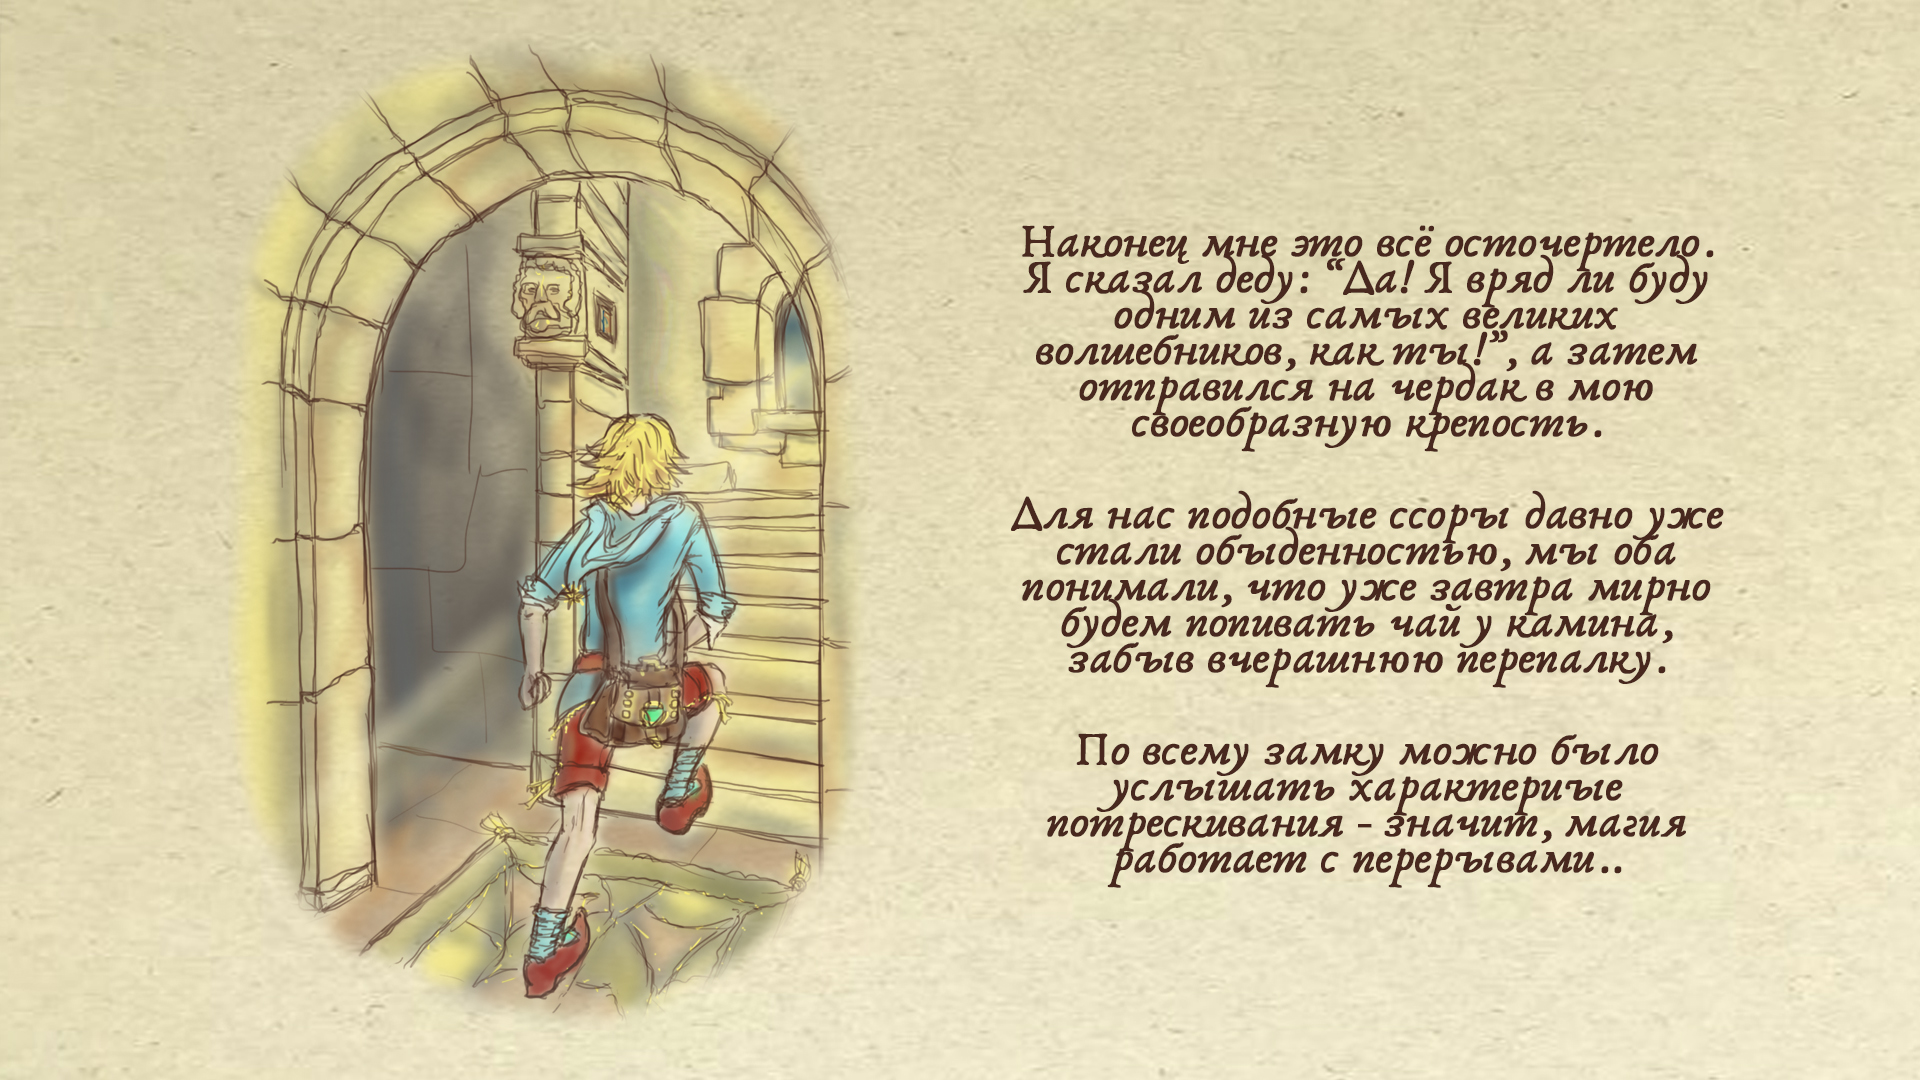 Наконец мне это всё осточертело.
Я сказал деду: “Да! Я вряд ли буду
одним из самых великих
волшебников, как ты!”, а затем
отправился на чердак в мою
своеобразную крепость.
Для нас подобные ссоры давно уже
стали обыденностью, мы оба
понимали, что уже завтра мирно
будем попивать чай у камина,
забыв вчерашнюю перепалку.
По всему замку можно было
услышать характериые
потрескивания - значит, магия
работает с перерывами..